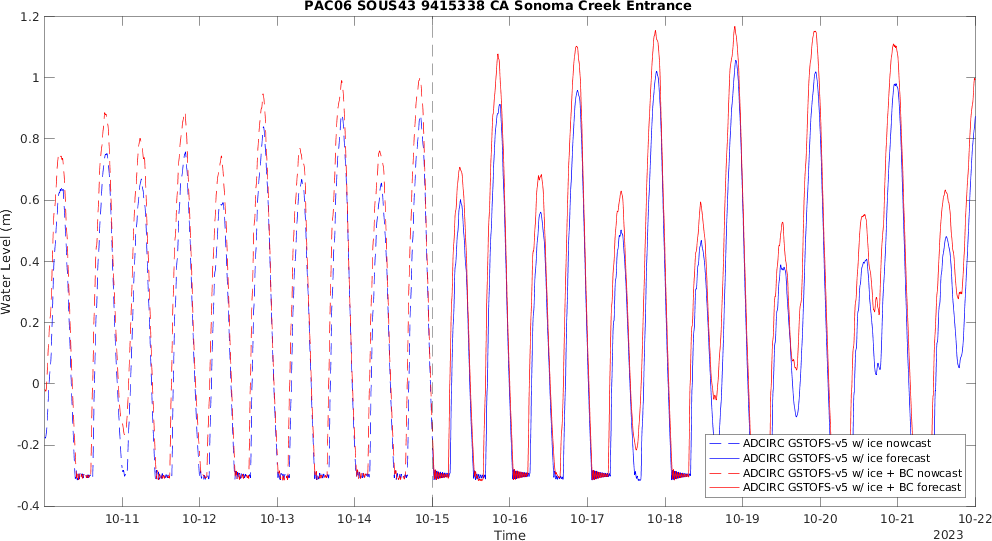 PAC06 SOUS43 9415338 CA Sonoma Creek Entrance
Water Level (m)
1.2
1
0.8
0.6
0.4
0.2
0
-0.2
-0.4
ADCIRC GSTOFS-v5 w/ ice nowcast
ADCIRC GSTOFS-v5 w/ ice forecast
ADCIRC GSTOFS-v5 w/ ice + BC nowcast
ADCIRC GSTOFS-v5 w/ ice + BC forecast
10-11 10-12 10-13 10-14 10-15 10-16 10-17 10-18 10-19 10-20 10-21 10-22
Time
2023